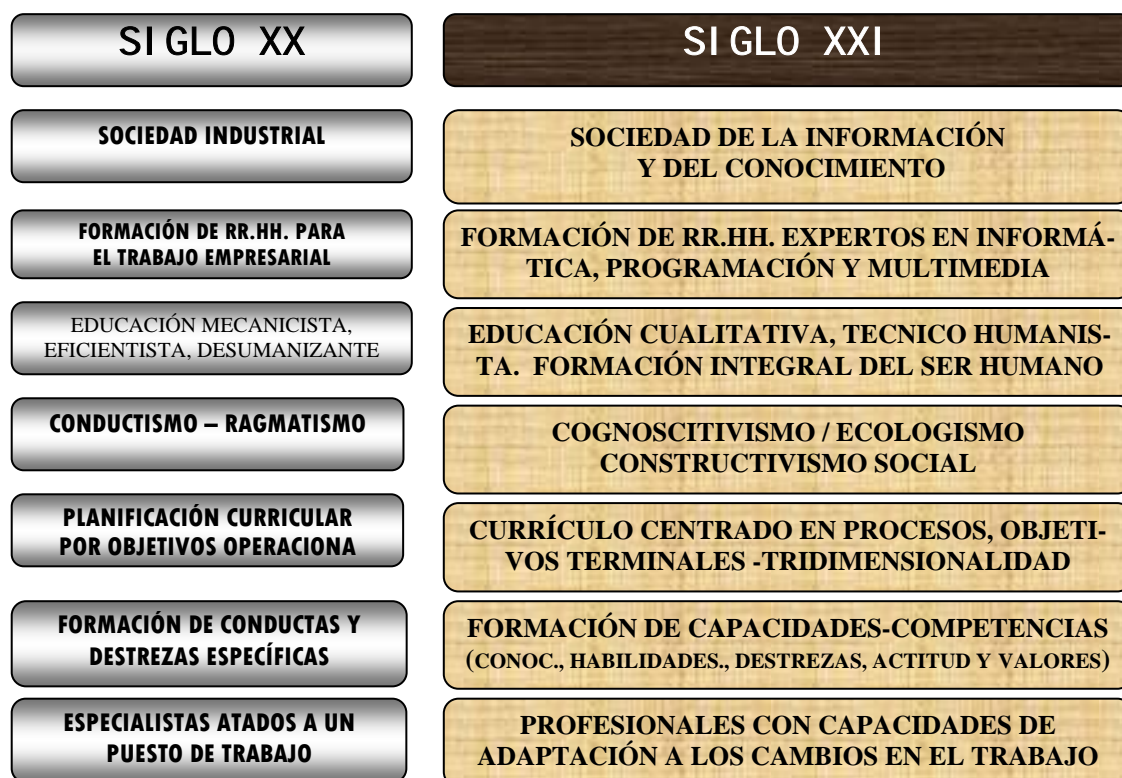 SIGLO XX
SIGLO XXI
SOCIEDAD INDUSTRIAL
SOCIEDAD DE LA INFORMACIÓN
Y DEL CONOCIMIENTO
FORMACIÓN DE RR.HH. PARA
EL TRABAJO EMPRESARIAL
FORMACIÓN DE RR.HH. EXPERTOS EN INFORMÁ-
TICA, PROGRAMACIÓN Y MULTIMEDIA
EDUCACIÓN MECANICISTA,
EFICIENTISTA, DESUMANIZANTE
EDUCACIÓN CUALITATIVA, TECNICO HUMANIS-
TA. FORMACIÓN INTEGRAL DEL SER HUMANO
CONDUCTISMO – RAGMATISMO
COGNOSCITIVISMO / ECOLOGISMO
CONSTRUCTIVISMO SOCIAL
PLANIFICACIÓN CURRICULAR
POR OBJETIVOS OPERACIONA
CURRÍCULO CENTRADO EN PROCESOS, OBJETI-
VOS TERMINALES -TRIDIMENSIONALIDAD
FORMACIÓN DE CONDUCTAS Y
DESTREZAS ESPECÍFICAS
FORMACIÓN DE CAPACIDADES-COMPETENCIAS
(CONOC., HABILIDADES., DESTREZAS, ACTITUD Y VALORES)
ESPECIALISTAS ATADOS A UN
PUESTO DE TRABAJO
PROFESIONALES CON CAPACIDADES DE
ADAPTACIÓN A LOS CAMBIOS EN EL TRABAJO